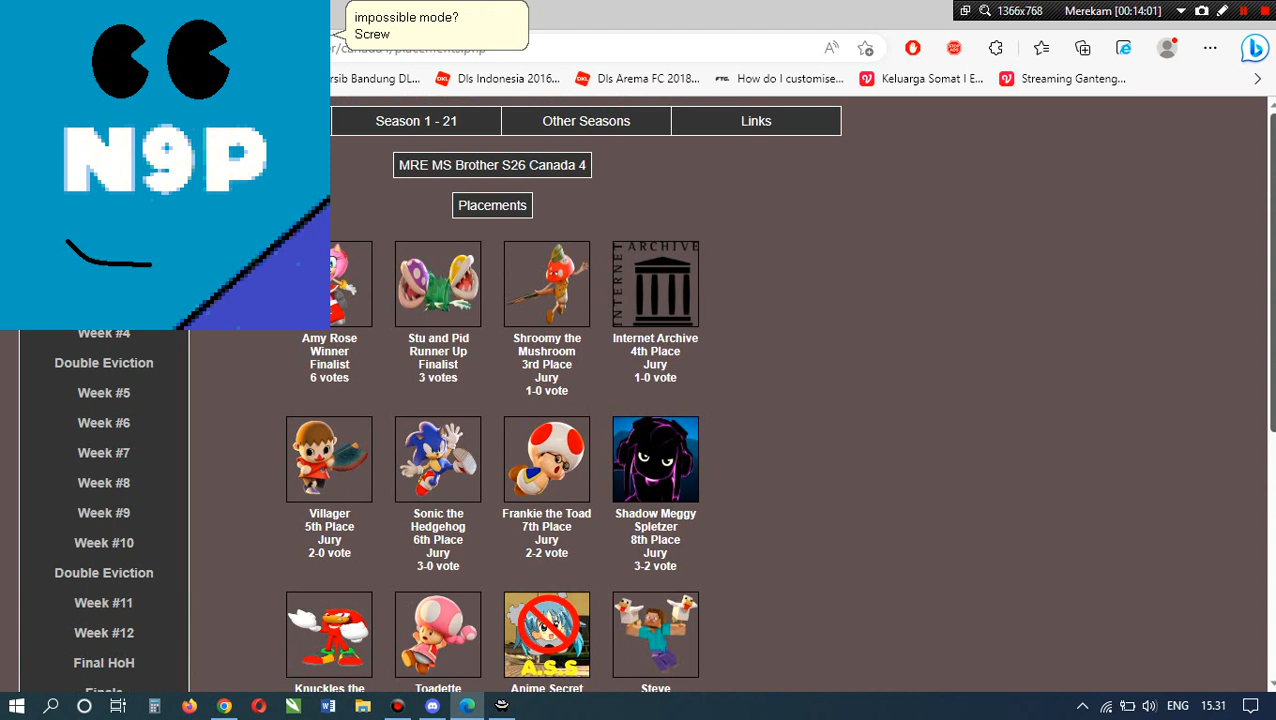 impossible mode?
Screw
1366x768
Merekam [00:14:01]
ersib Bandung DL...
Dls Indonesia 2016...
Dls Arema FC 2018...
How do I customise...
Keluarga Somat I E...
Streaming Ganteng...
N9P
Season 1 - 21
Other Seasons
Links
MRE MS Brother S26 Canada 4
Placements
INTERNET ARCHIVE
Amy Rose
Winner
Finalist
6 votes
Stu and Pid
Runner Up
Finalist
3 votes
Shroomy the
Mushroom
3rd Place
Jury
1-0 vote
Internet Archive
4th Place
Jury
1-0 vote
Week #4
Double Eviction
Week #5
Week #6
Week #7
Week #8
Week #9
Week #10
Double Eviction
Week #11
Week #12
Final HoH
Finale
Villager
5th Place
Jury
2-0 vote
Sonic the
Hedgehog
6th Place
Jury
3-0 vote
Frankie the Toad
7th Place
Jury
2-2 vote
Shadow Meggy
Spletzer
8th Place
Jury
3-2 vote
A.S.S
Knuckles the
Toadette
Anime Secret
Steve
ENG
15.31